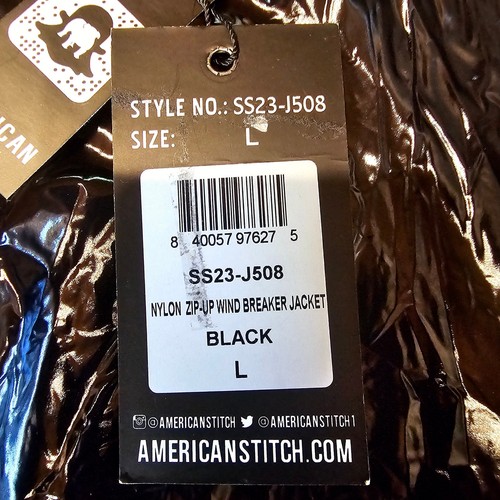 ICAN
STYLE NO.: SS23-J508
SIZE: L
8 40057 97627 5
SS23-J508
NYLON ZIP-UP WIND BREAKER JACKET
BLACK
L
@AMERICANSTITCH @AMERICANSTITCH1
AMERICANSTITCH.COM